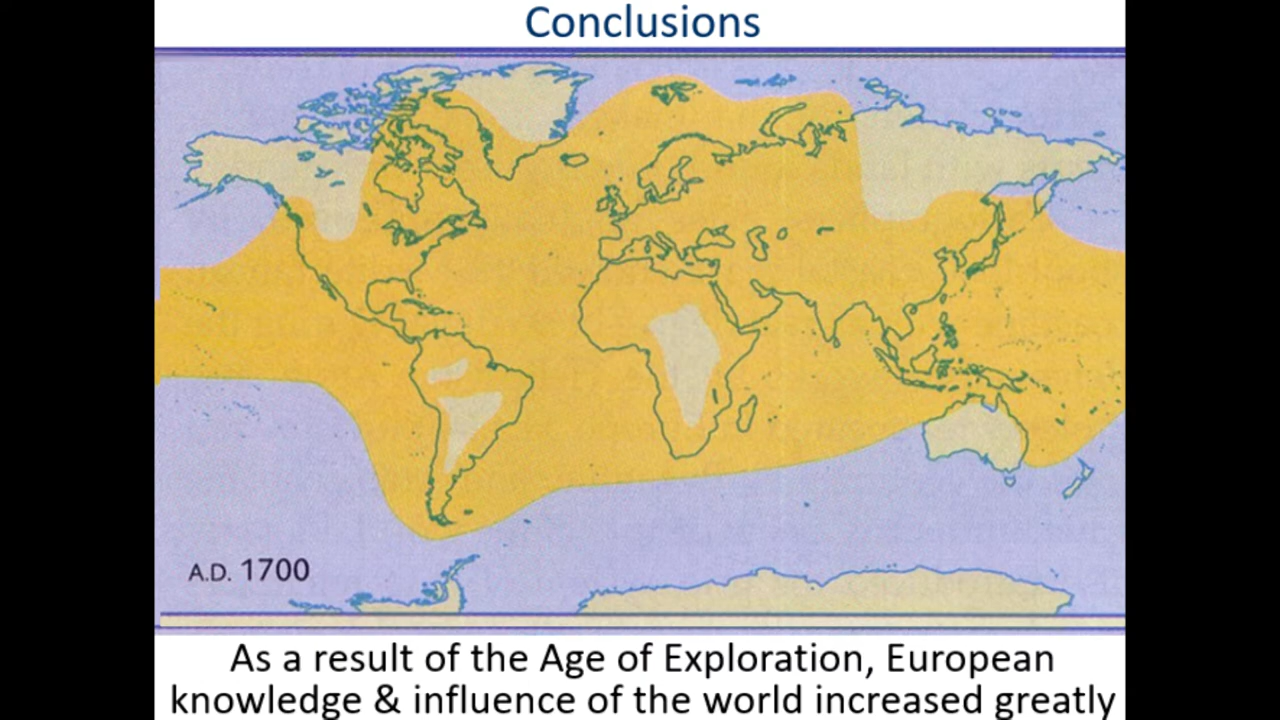 Conclusions
A.D. 1700
As a result of the Age of Exploration, European
knowledge & influence of the world increased greatly